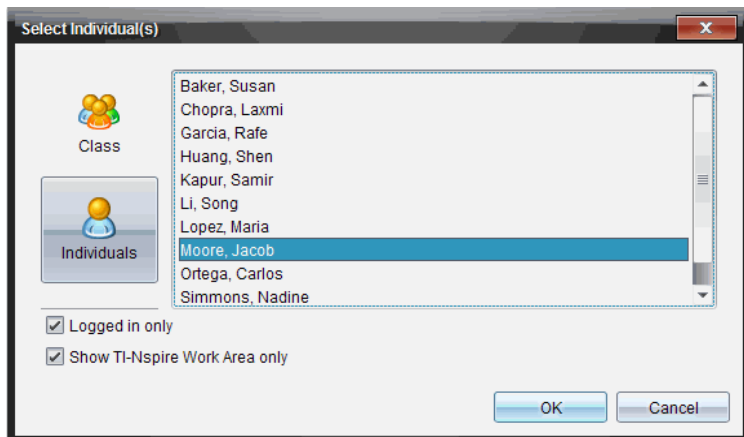 Select Individual(s)
Class
Individuals
Baker, Susan
Chopra, Laxmi
Garcia, Rafe
Huang, Shen
Kapur, Samir
Li, Song
Lopez, Maria
Moore, Jacob
Ortega, Carlos
Simmons, Nadine
Logged in only
Show TI-Nspire Work Area only
OK
Cancel